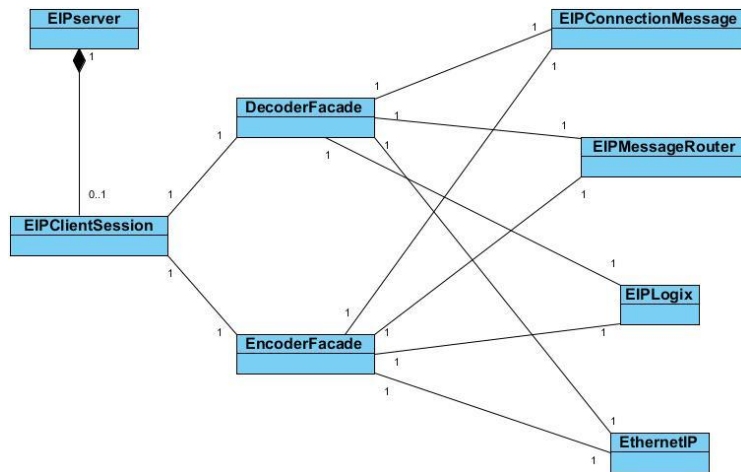 EIPserver
1
0..1
EIPClientSession
1
1
DecoderFacade
1
1
1
1
1
EncoderFacade
1
1
1
1
1
EIPConnectionMessage
1
1
EIPMessageRouter
1
1
EIPLogix
1
1
EthernetIP
1
1